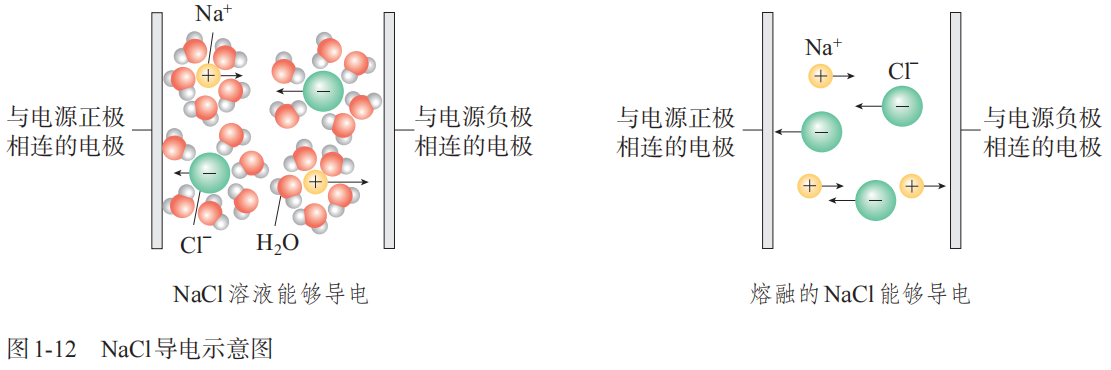 Na⁺
+
−
与电源正极
相连的电极
与电源负极
相连的电极
−
+
Cl⁻
H₂O
NaCl 溶液能够导电
Na⁺
+
Cl⁻
−
−
与电源正极
相连的电极
与电源负极
相连的电极
+
−
+
熔融的 NaCl 能够导电
图 1-12 NaCl 导电示意图